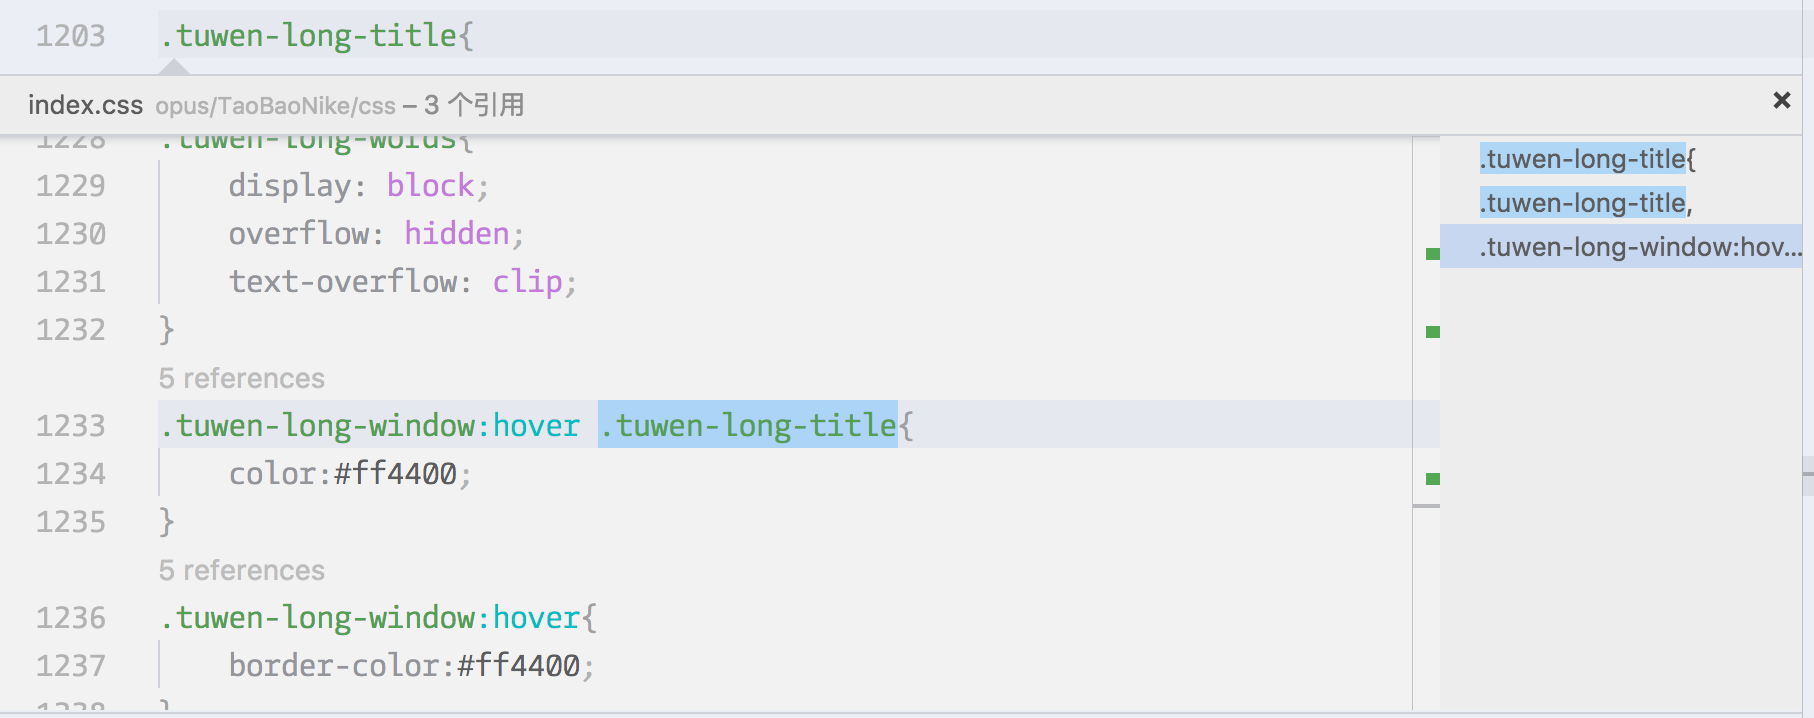 1203 .tuwen-long-title{
index.css opus/TaoBaoNike/css – 3 个引用
1228 .tuwen-long-words{
1229 display: block;
1230 overflow: hidden;
1231 text-overflow: clip;
1232 }
5 references
1233 .tuwen-long-window:hover .tuwen-long-title{
1234 color:#ff4400;
1235 }
5 references
1236 .tuwen-long-window:hover{
1237 border-color:#ff4400;
1238 }
.tuwen-long-title{
.tuwen-long-title,
.tuwen-long-window:hov...